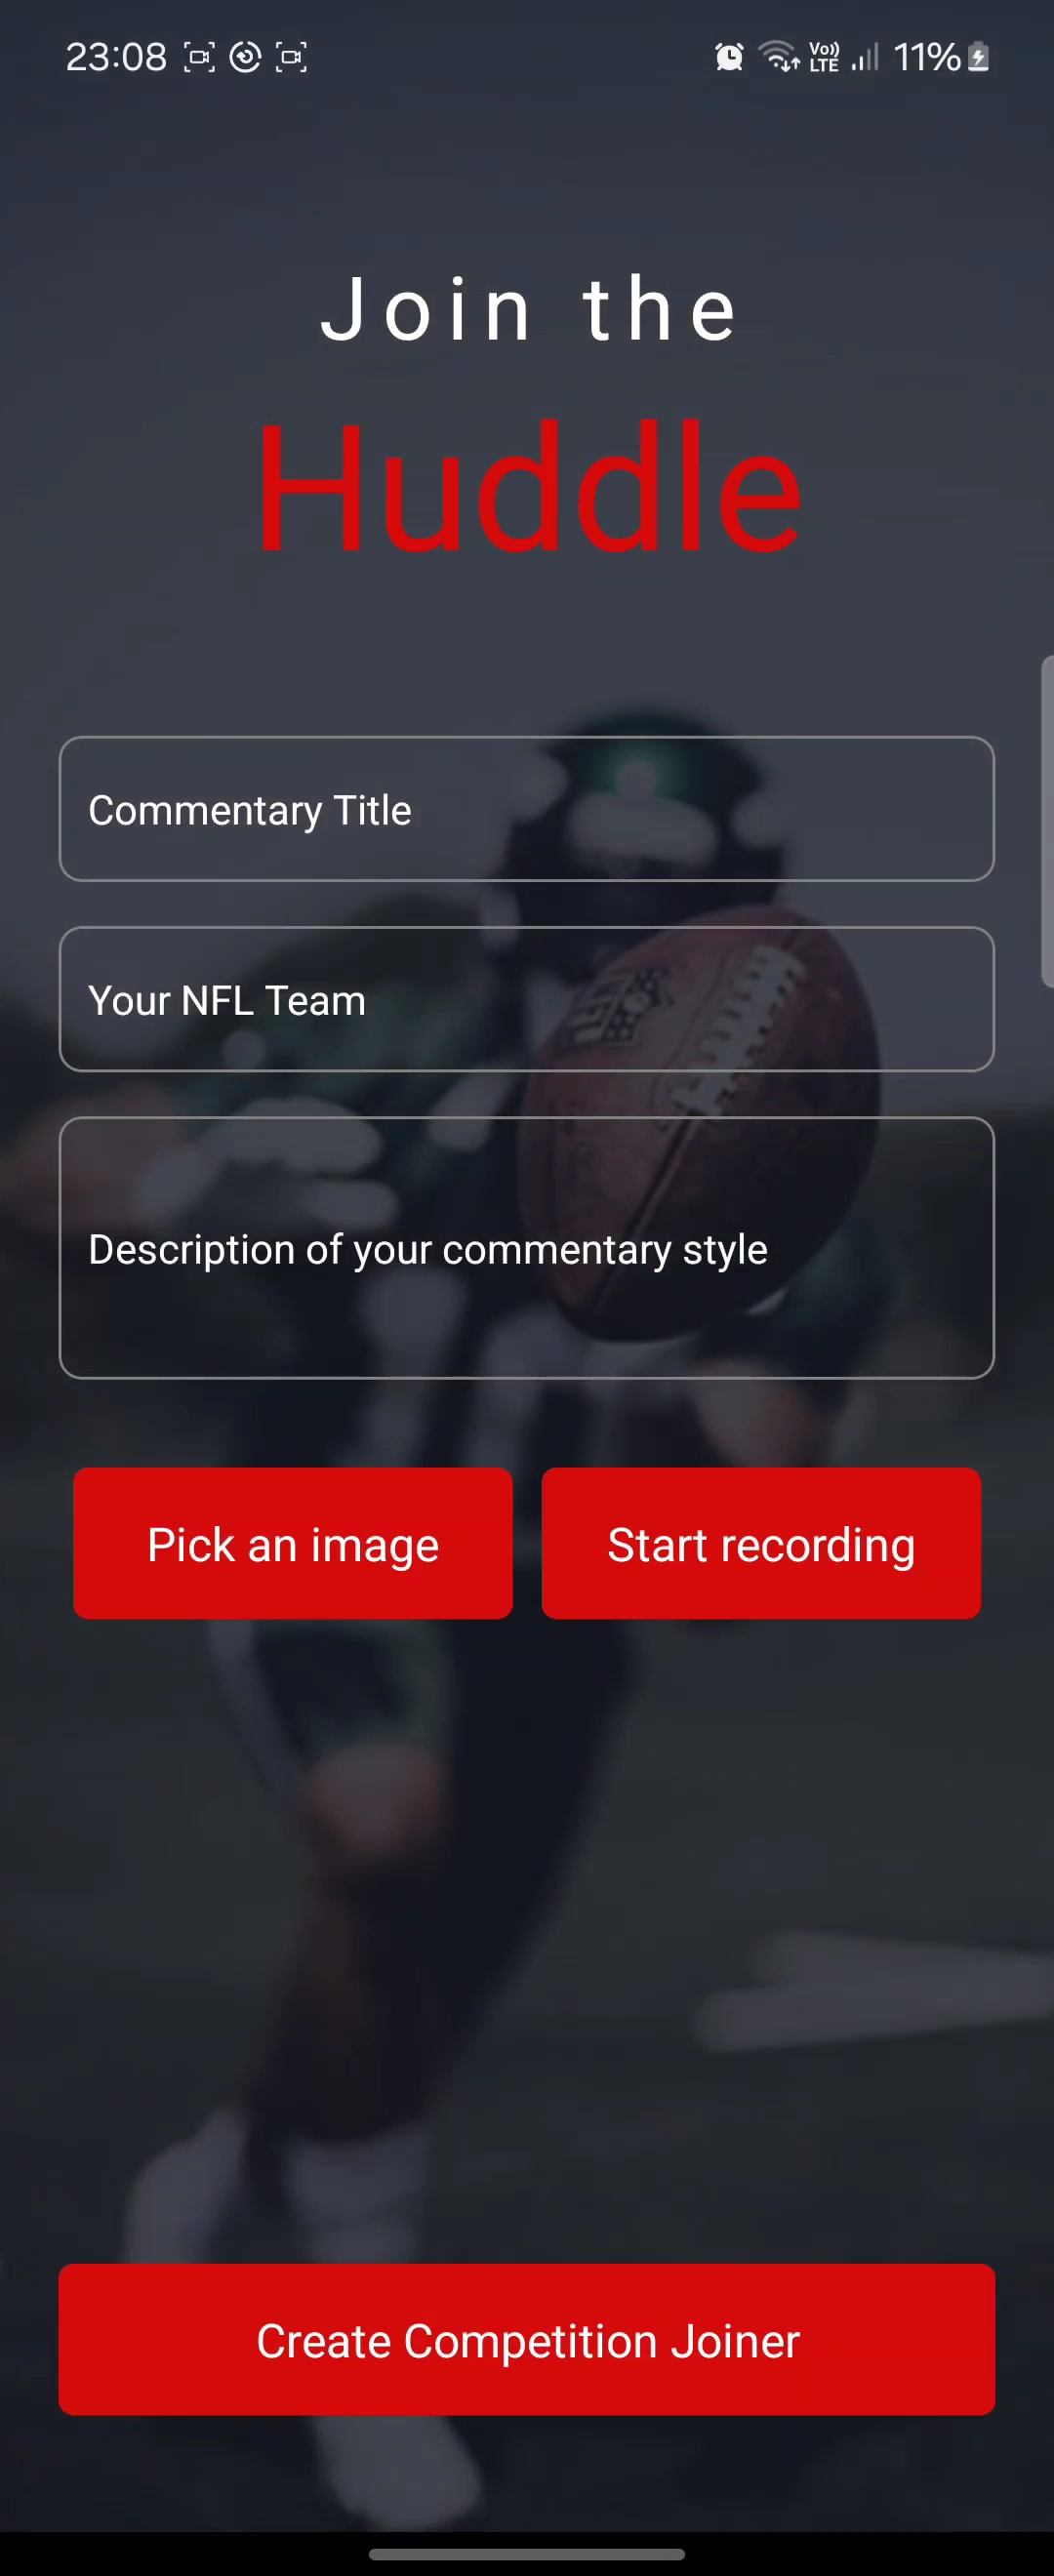 23:08 Vo)) LTE 11%
Join the
Huddle
Commentary Title
Your NFL Team
Description of your commentary style
Pick an image
Start recording
Create Competition Joiner